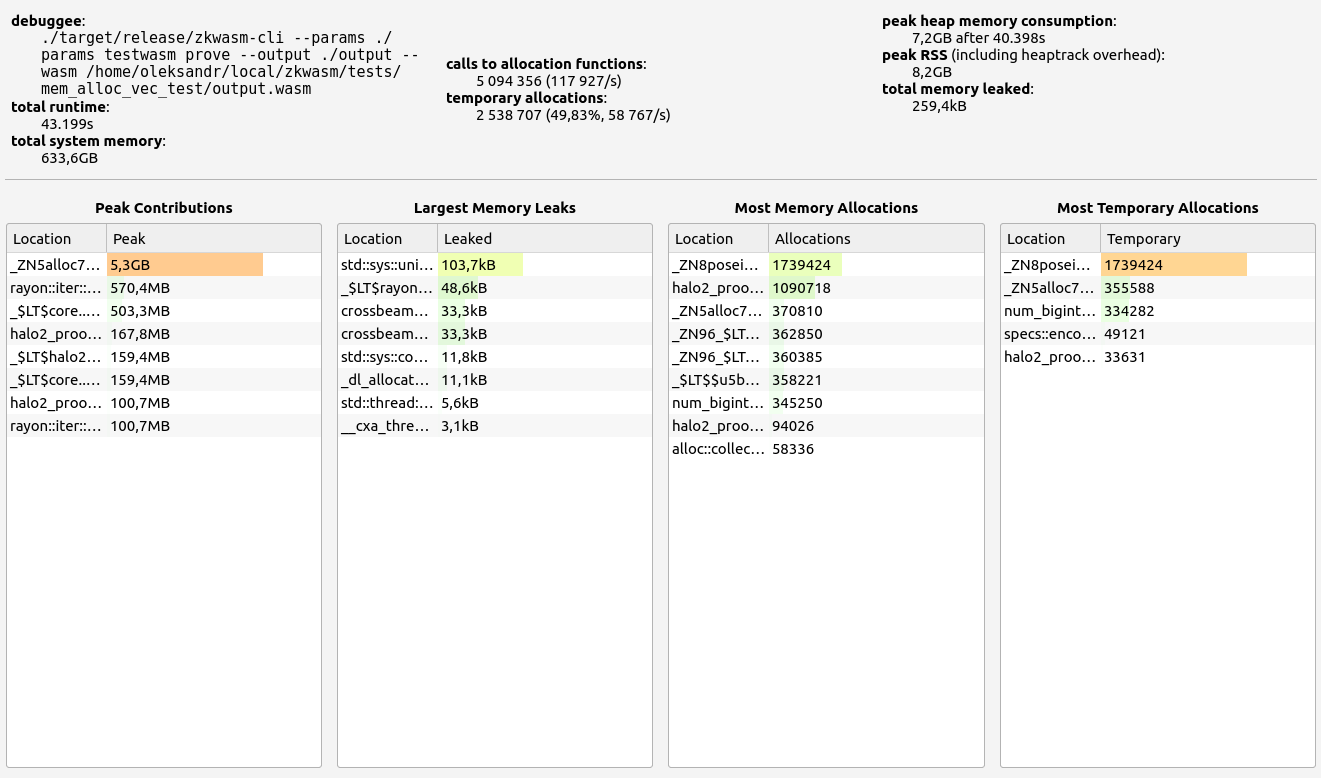 debuggee:
./target/release/zkwasm-cli --params ./
params testwasm prove --output ./output --
wasm /home/oleksandr/local/zkwasm/tests/
mem_alloc_vec_test/output.wasm
total runtime:
43.199s
total system memory:
633,6GB
calls to allocation functions:
5 094 356 (117 927/s)
temporary allocations:
2 538 707 (49,83%, 58 767/s)
peak heap memory consumption:
7,2GB after 40.398s
peak RSS (including heaptrack overhead):
8,2GB
total memory leaked:
259,4kB
Peak Contributions
Location Peak
_ZN5alloc7... 5,3GB
rayon::iter::... 570,4MB
_$LT$core..... 503,3MB
halo2_proo... 167,8MB
_$LT$halo2... 159,4MB
_$LT$core..... 159,4MB
halo2_proo... 100,7MB
rayon::iter::... 100,7MB
Largest Memory Leaks
Location Leaked
std::sys::uni... 103,7kB
_$LT$rayon... 48,6kB
crossbeam... 33,3kB
crossbeam... 33,3kB
std::sys::co... 11,8kB
_dl_allocat... 11,1kB
std::thread:... 5,6kB
__cxa_thre... 3,1kB
Most Memory Allocations
Location Allocations
_ZN8posei... 1739424
halo2_proo... 1090718
_ZN5alloc7... 370810
_ZN96_$LT... 362850
_ZN96_$LT... 360385
_$LT$$u5b... 358221
num_bigint... 345250
halo2_proo... 94026
alloc::collec... 58336
Most Temporary Allocations
Location Temporary
_ZN8posei... 1739424
_ZN5alloc7... 355588
num_bigint... 334282
specs::enco... 49121
halo2_proo... 33631